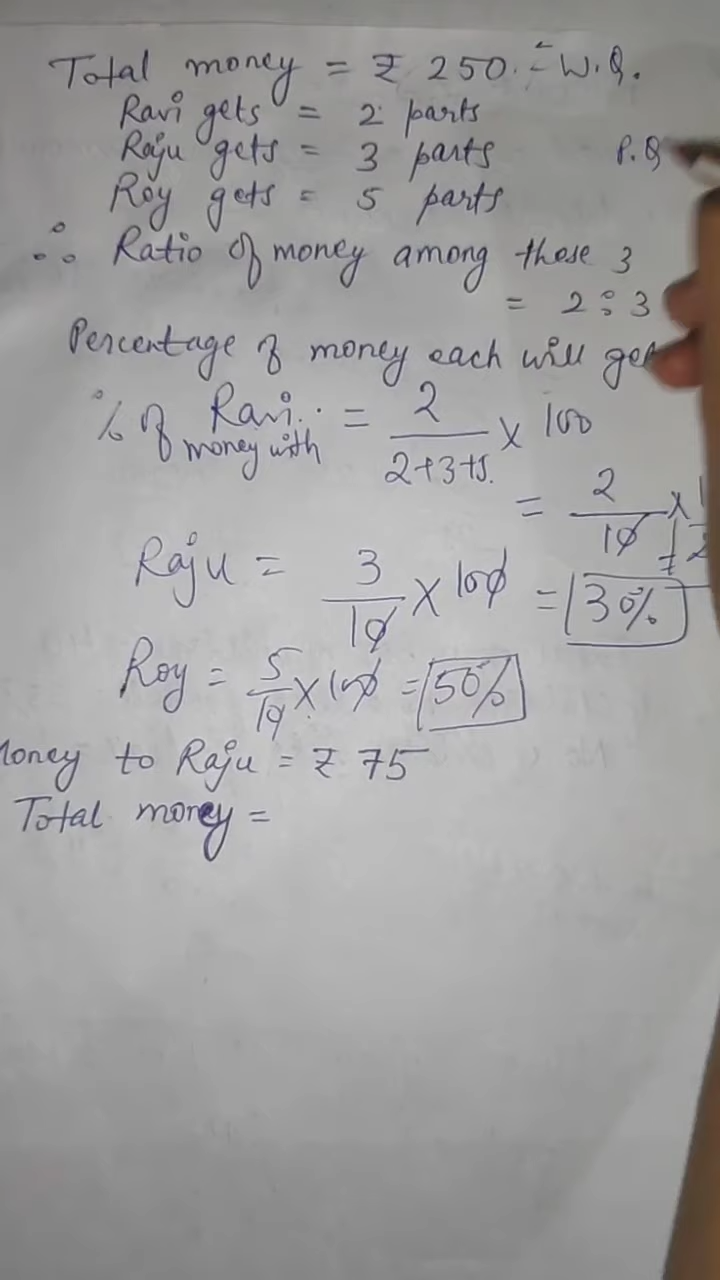 Total money = ₹ 250. - W.Q.
Ravi gets = 2 parts
Raju gets = 3 parts P.Q
Roy gets = 5 parts
∴ Ratio of money among these 3
= 2 : 3
Percentage of money each will get
% of Ravi = 2/2+3+5 × 100
money with
= 2/10 ×
Raju = 3/10 × 100 = 30%
Roy = 5/10 × 100 = 50%
Money to Raju = ₹ 75
Total money =